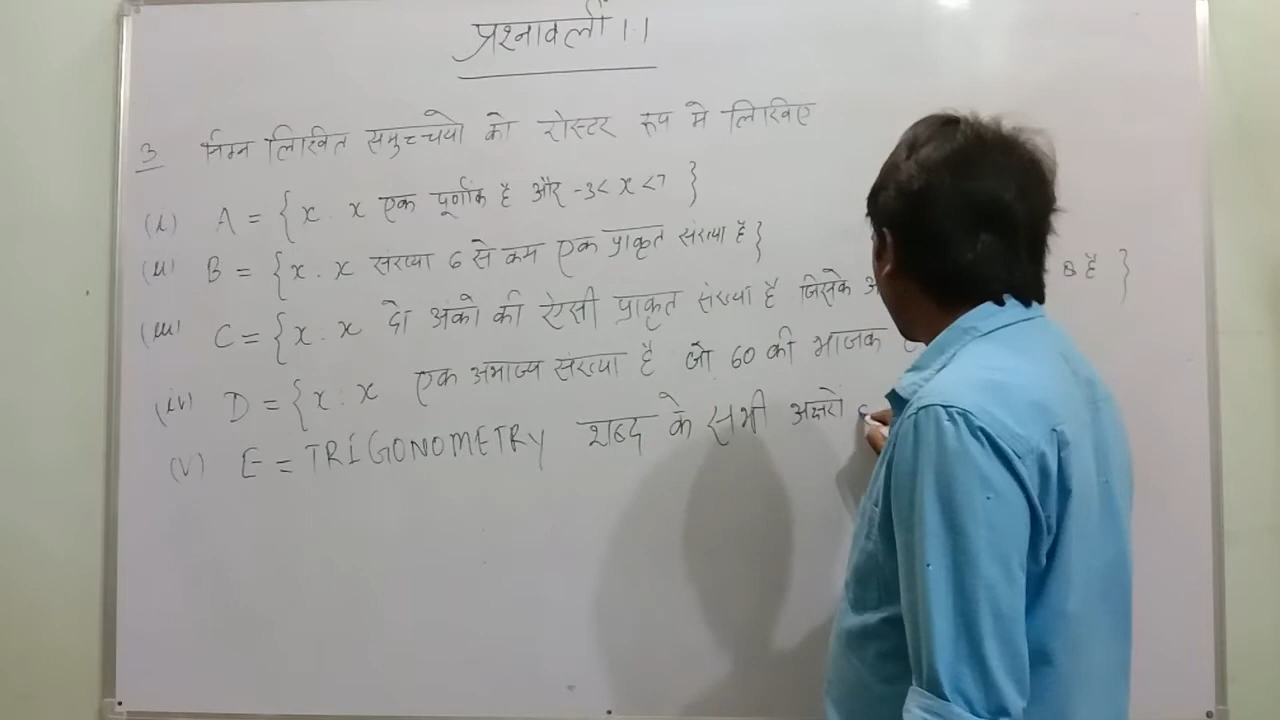 प्रश्नावली 1.1
3 निम्न लिखित समुच्चयो को रोस्टर रूप मे लिखिए
(i) A = { x . x एक पूर्णांक है और -3 < x < 7 }
(ii) B = { x . x संख्या 6 से कम एक प्राकृत संख्या है }
(iii) C = { x . x दो अंको की ऐसी प्राकृत संख्या है जिसके 8 है }
(iv) D = { x : x एक अभाज्य संख्या है जो 60 की भाजक
(v) E = TRIGONOMETRY शब्द के सभी अक्षरों